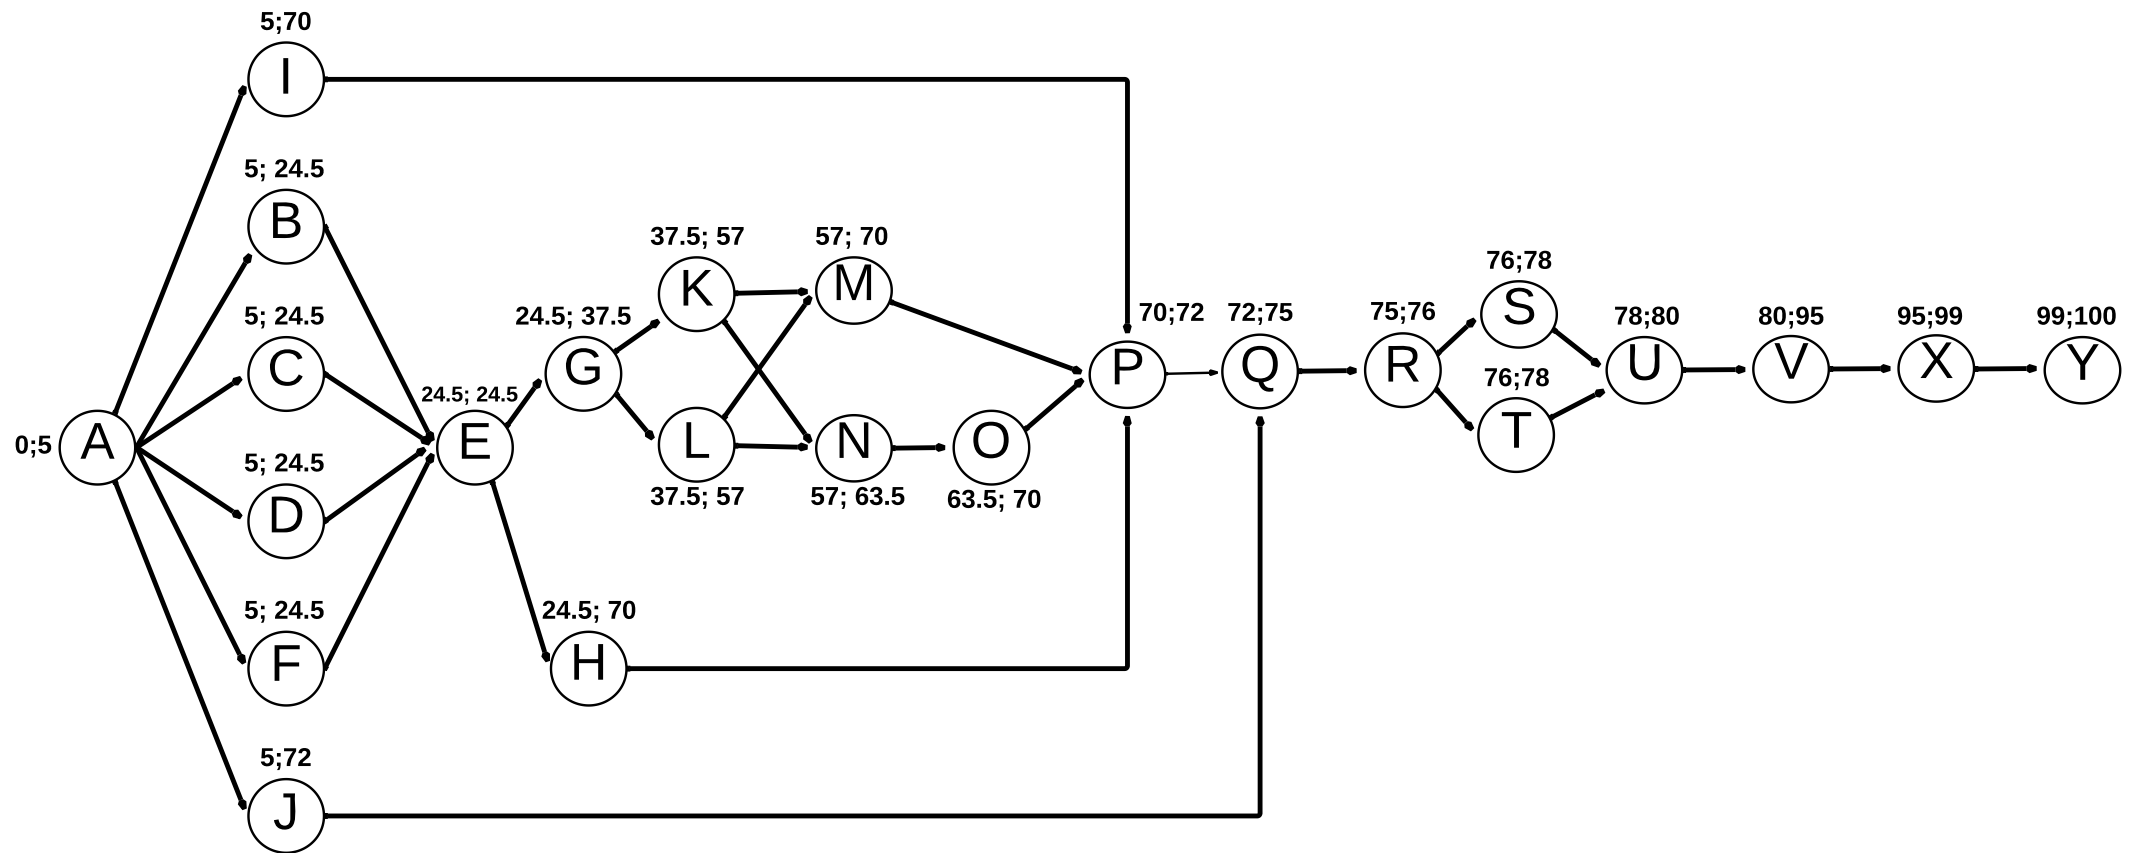 5;70
I
5; 24.5
B
5; 24.5
C
0;5
A
5; 24.5
D
5; 24.5
F
5;72
J
24.5; 24.5
E
24.5; 37.5
G
24.5; 70
H
37.5; 57
K
L
37.5; 57
57; 70
M
N
57; 63.5
O
63.5; 70
70;72
P
72;75
Q
75;76
R
76;78
S
76;78
T
78;80
U
80;95
V
95;99
X
99;100
Y